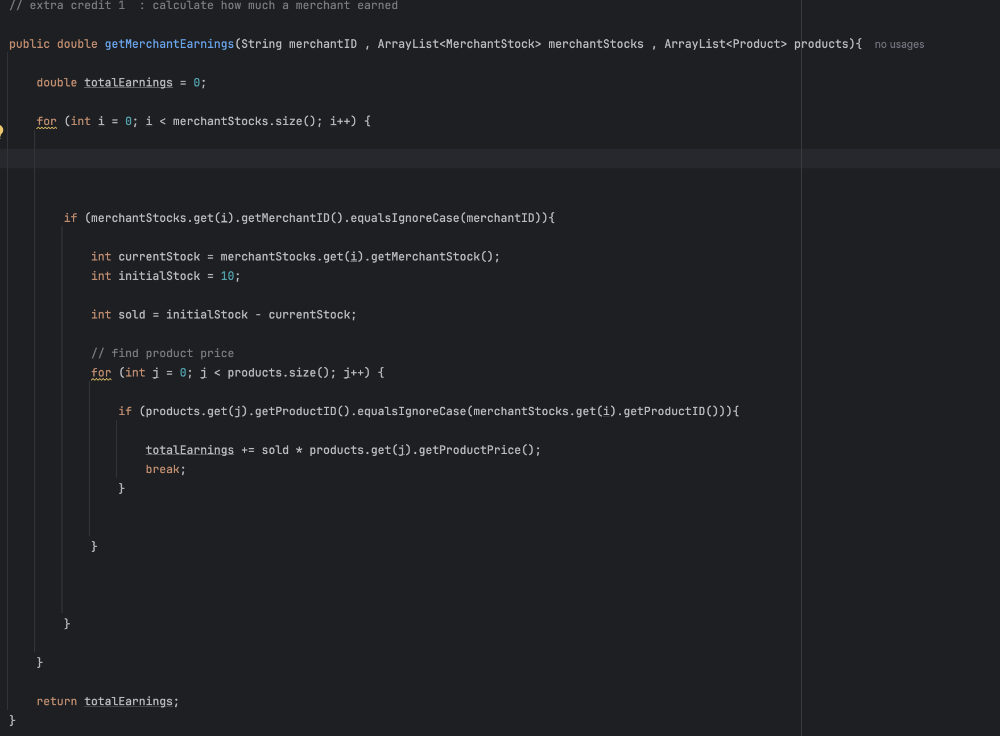 // extra credit 1  : calculate how much a merchant earned
public double getMerchantEarnings(String merchantID , ArrayList<MerchantStock> merchantStocks , ArrayList<Product> products){  no usages
    double totalEarnings = 0;
    for (int i = 0; i < merchantStocks.size(); i++) {
        if (merchantStocks.get(i).getMerchantID().equalsIgnoreCase(merchantID)){
            int currentStock = merchantStocks.get(i).getMerchantStock();
            int initialStock = 10;
            int sold = initialStock - currentStock;
            // find product price
            for (int j = 0; j < products.size(); j++) {
                if (products.get(j).getProductID().equalsIgnoreCase(merchantStocks.get(i).getProductID())){
                    totalEarnings += sold * products.get(j).getProductPrice();
                    break;
                }
            }
        }
    }
    return totalEarnings;
}